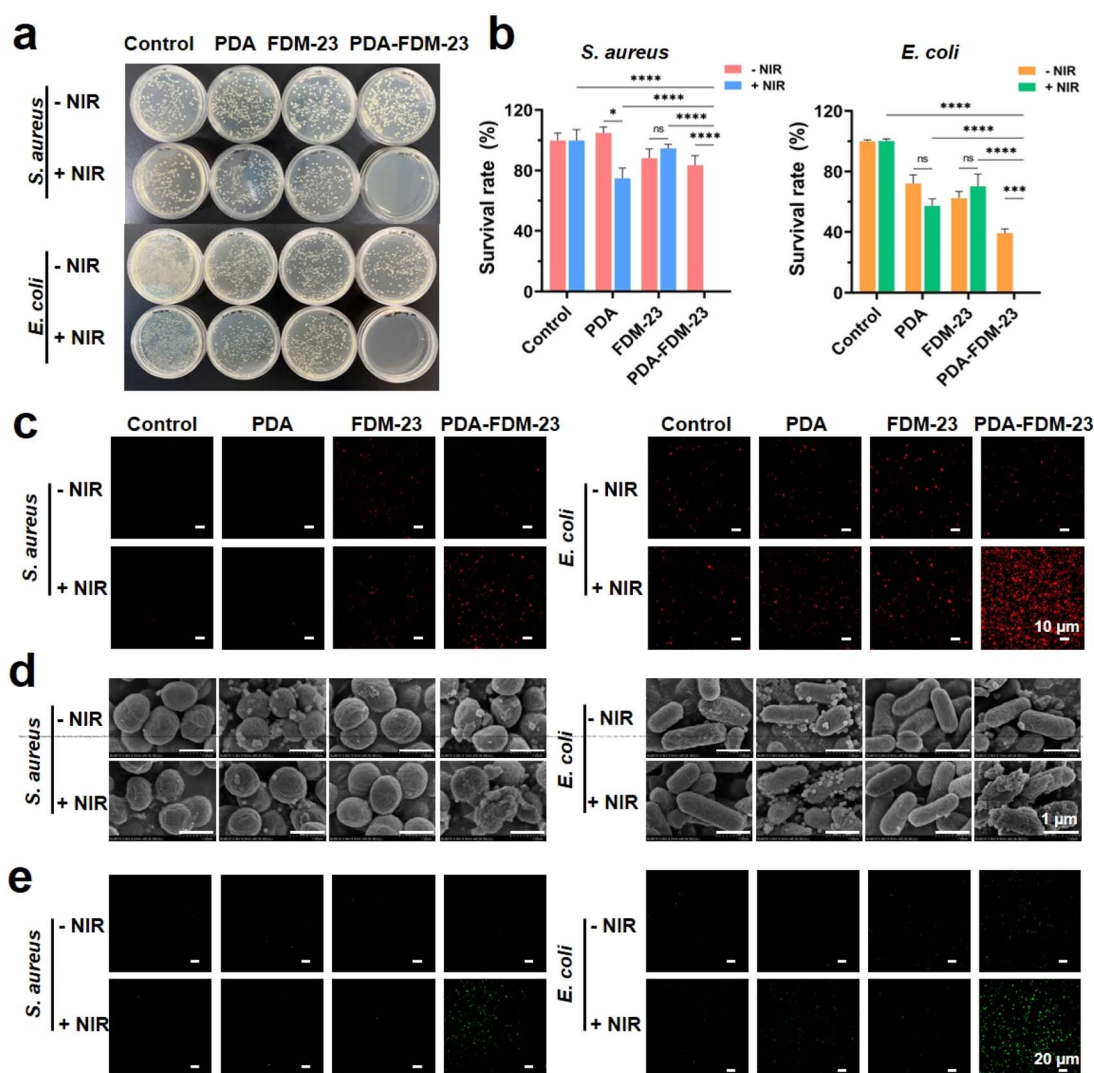 a
Control PDA FDM-23 PDA-FDM-23
S. aureus
- NIR
+ NIR
E. coli
- NIR
+ NIR
b
S. aureus
- NIR
+ NIR
Survival rate (%)
120
80
40
0
****
****
* ns ****
****
Control PDA FDM-23 PDA-FDM-23
E. coli
- NIR
+ NIR
Survival rate (%)
120
80
40
0
****
****
ns ns ****
***
Control PDA FDM-23 PDA-FDM-23
c
Control PDA FDM-23 PDA-FDM-23
S. aureus
- NIR
+ NIR
Control PDA FDM-23 PDA-FDM-23
E. coli
- NIR
+ NIR
10 µm
d
S. aureus
- NIR
+ NIR
E. coli
- NIR
+ NIR
1 µm
e
S. aureus
- NIR
+ NIR
E. coli
- NIR
+ NIR
20 µm